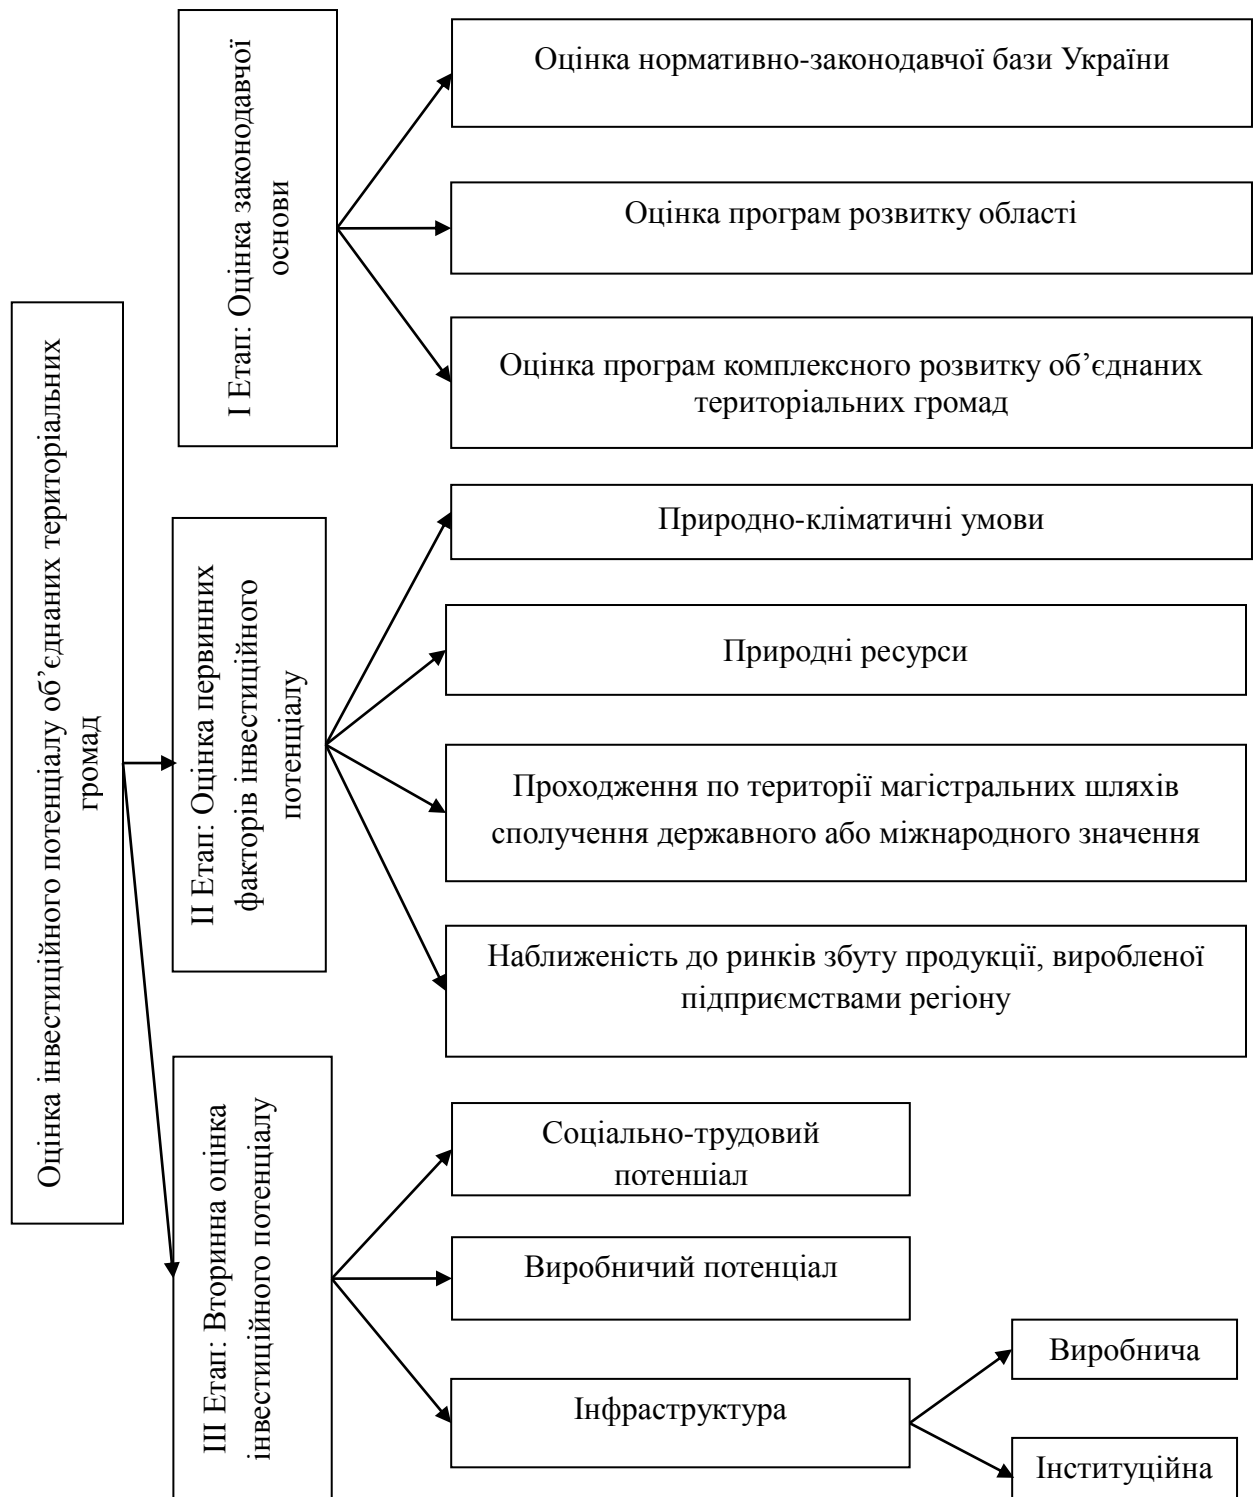 Оцінка інвестиційного потенціалу об’єднаних територіальних
громад
І Етап: Оцінка законодавчої
основи
Оцінка нормативно-законодавчої бази України
Оцінка програм розвитку області
Оцінка програм комплексного розвитку об’єднаних
територіальних громад
ІІ Етап: Оцінка первинних
факторів інвестиційного
потенціалу
Природно-кліматичні умови
Природні ресурси
Проходження по території магістральних шляхів
сполучення державного або міжнародного значення
Наближеність до ринків збуту продукції, виробленої
підприємствами регіону
ІІІ Етап: Вторинна оцінка
інвестиційного потенціалу
Соціально-трудовий
потенціал
Виробничий потенціал
Інфраструктура
Виробнича
Інституційна